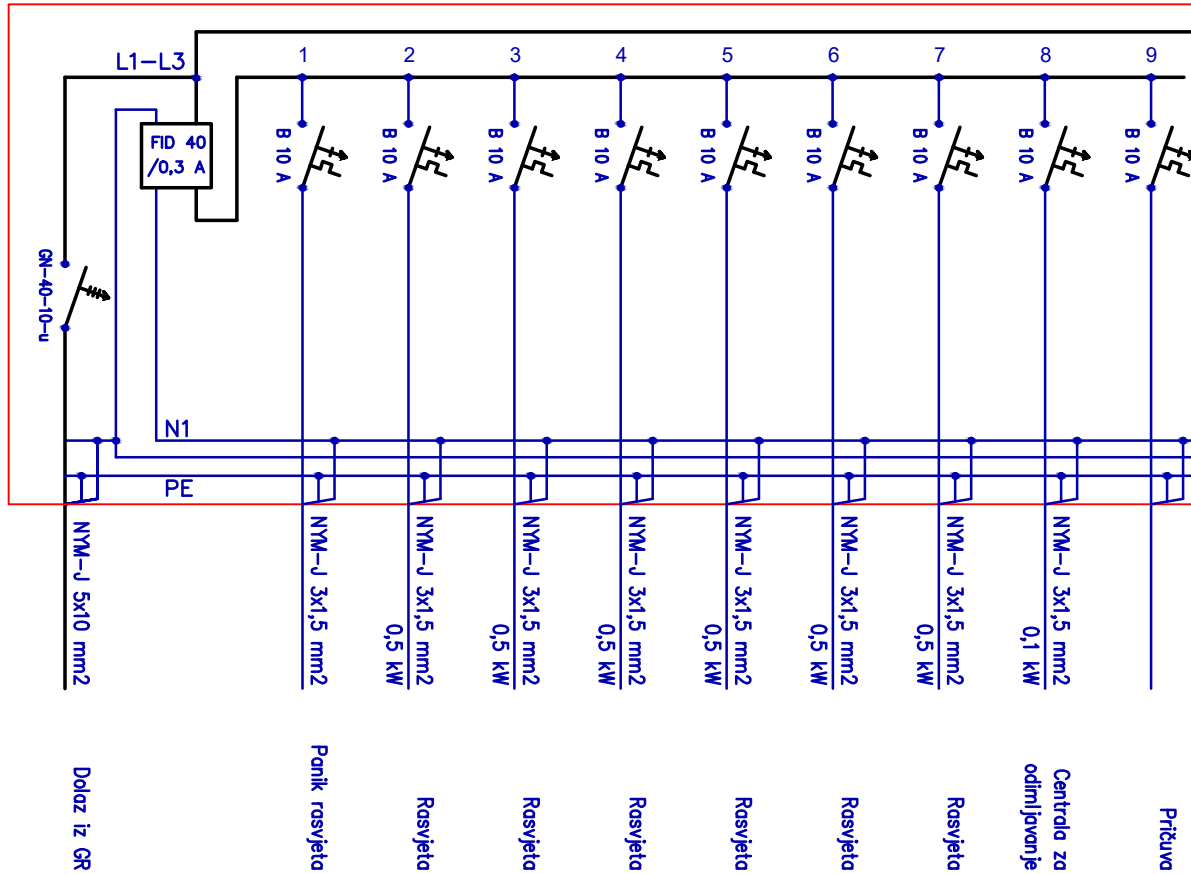 L1-L3
1 2 3 4 5 6 7 8 9
FID 40
/0,3 A
B 10 A
B 10 A
B 10 A
B 10 A
B 10 A
B 10 A
B 10 A
B 10 A
B 10 A
GN-40-10-u
N1
PE
NYM-J 5x10 mm2
NYM-J 3x1,5 mm2
NYM-J 3x1,5 mm2
0,5 kW
NYM-J 3x1,5 mm2
0,5 kW
NYM-J 3x1,5 mm2
0,5 kW
NYM-J 3x1,5 mm2
0,5 kW
NYM-J 3x1,5 mm2
0,5 kW
NYM-J 3x1,5 mm2
0,5 kW
NYM-J 3x1,5 mm2
0,1 kW
Dolaz iz GR
Panik rasvjeta
Rasvjeta
Rasvjeta
Rasvjeta
Rasvjeta
Rasvjeta
Rasvjeta
Centrala za
odimljavanje
Pričuva